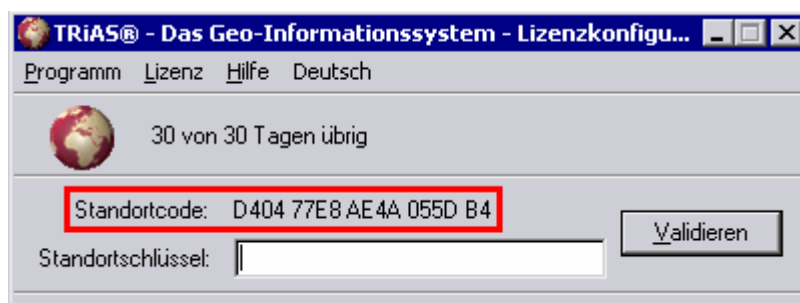 TRiAS® - Das Geo-Informationssystem - Lizenzkonfigu...
Programm Lizenz Hilfe Deutsch
30 von 30 Tagen übrig
Standortcode: D404 77E8 AE4A 055D B4
Validieren
Standortschlüssel: